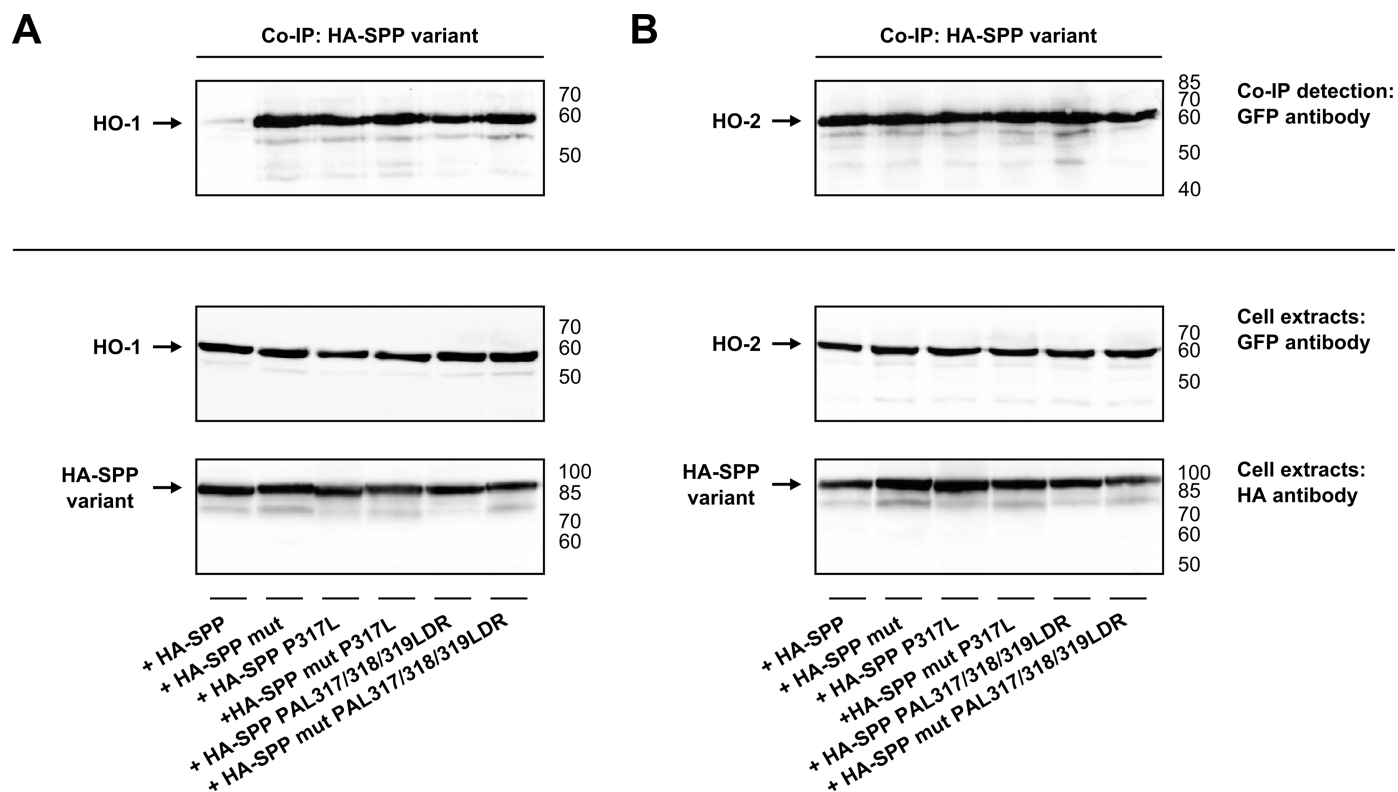 A
Co-IP: HA-SPP variant
HO-1
70
60
50
B
Co-IP: HA-SPP variant
HO-2
85
70
60
50
40
Co-IP detection:
GFP antibody
HO-1
70
60
50
HO-2
70
60
50
Cell extracts:
GFP antibody
HA-SPP
variant
100
85
70
60
HA-SPP
variant
100
85
70
60
50
Cell extracts:
HA antibody
+ HA-SPP
+ HA-SPP mut
+ HA-SPP P317L
+HA-SPP mut P317L
+ HA-SPP PAL317/318/319LDR
+ HA-SPP mut PAL317/318/319LDR
+ HA-SPP
+ HA-SPP mut
+ HA-SPP P317L
+HA-SPP mut P317L
+ HA-SPP PAL317/318/319LDR
+ HA-SPP mut PAL317/318/319LDR